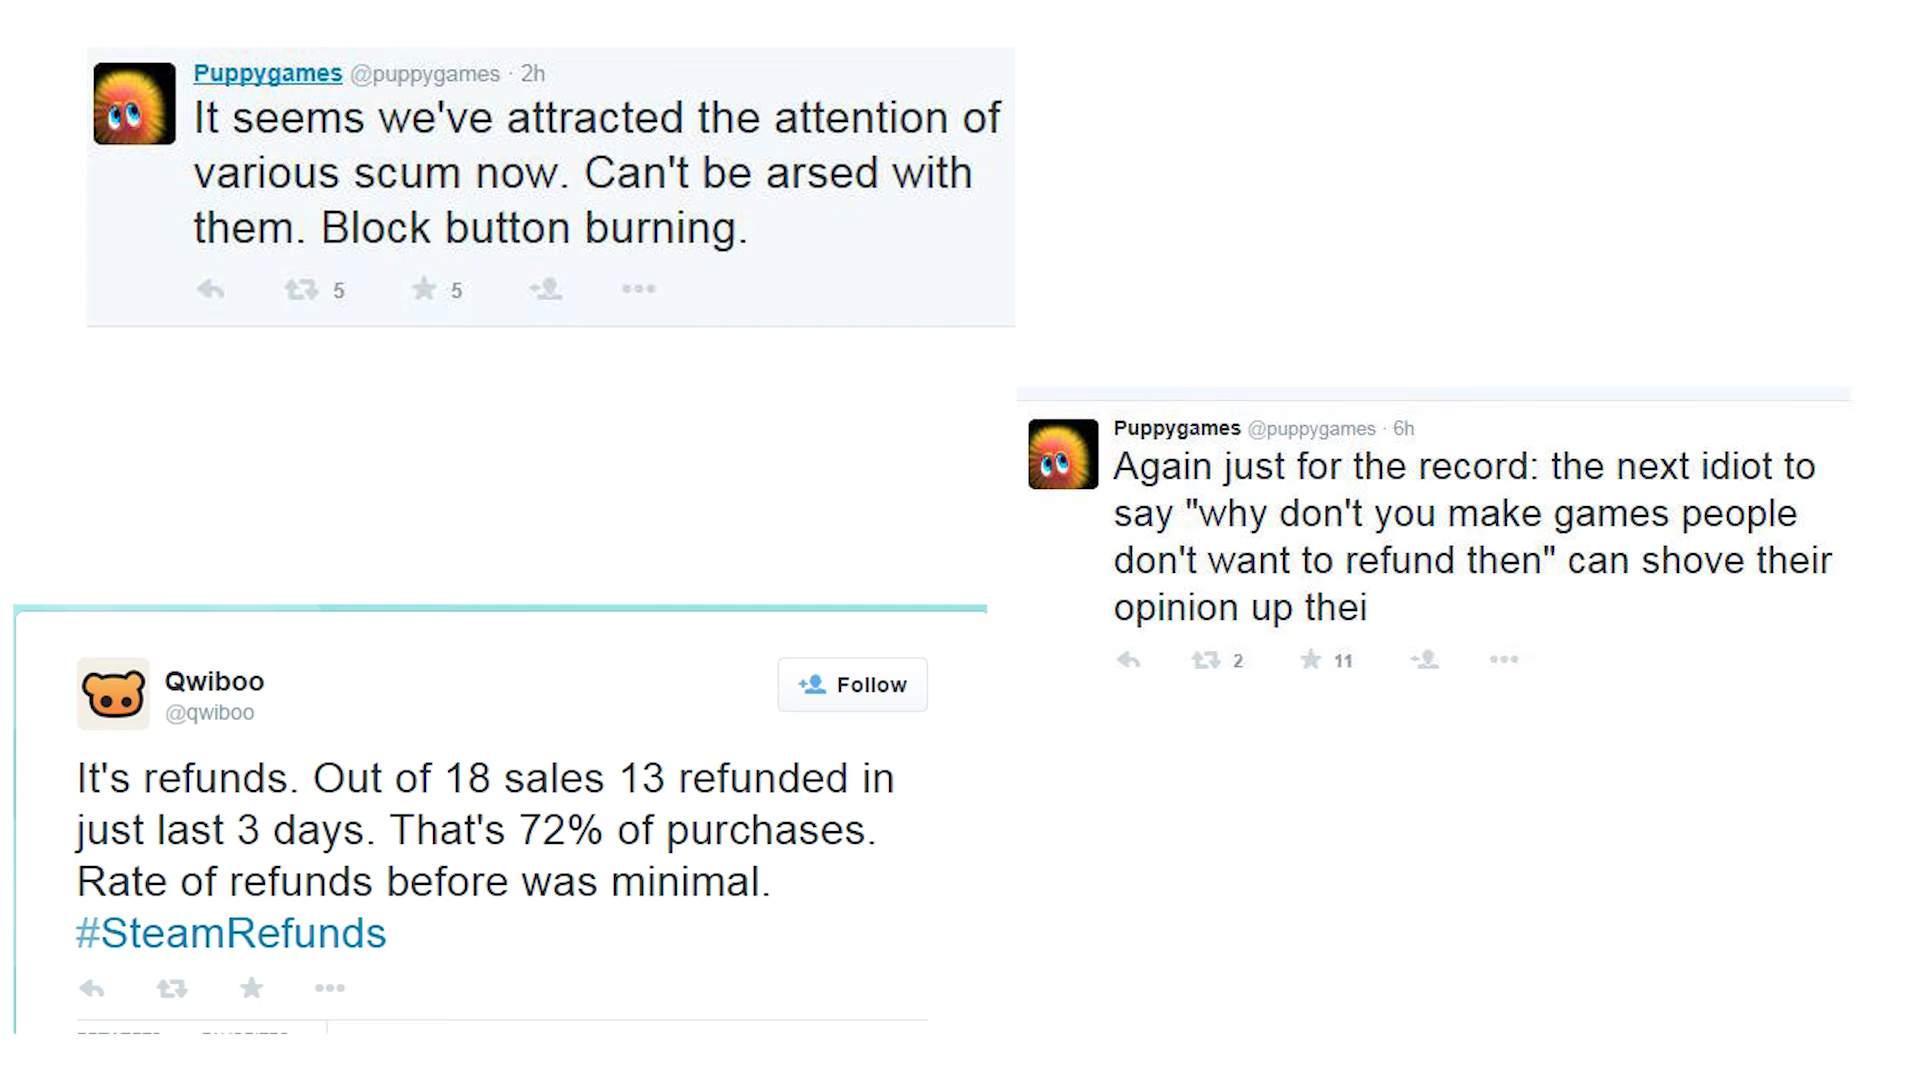 Puppygames @puppygames · 2h
It seems we've attracted the attention of
various scum now. Can't be arsed with
them. Block button burning.
5 5
Puppygames @puppygames · 6h
Again just for the record: the next idiot to
say "why don't you make games people
don't want to refund then" can shove their
opinion up thei
2 11
Qwiboo
@qwiboo
Follow
It's refunds. Out of 18 sales 13 refunded in
just last 3 days. That's 72% of purchases.
Rate of refunds before was minimal.
#SteamRefunds